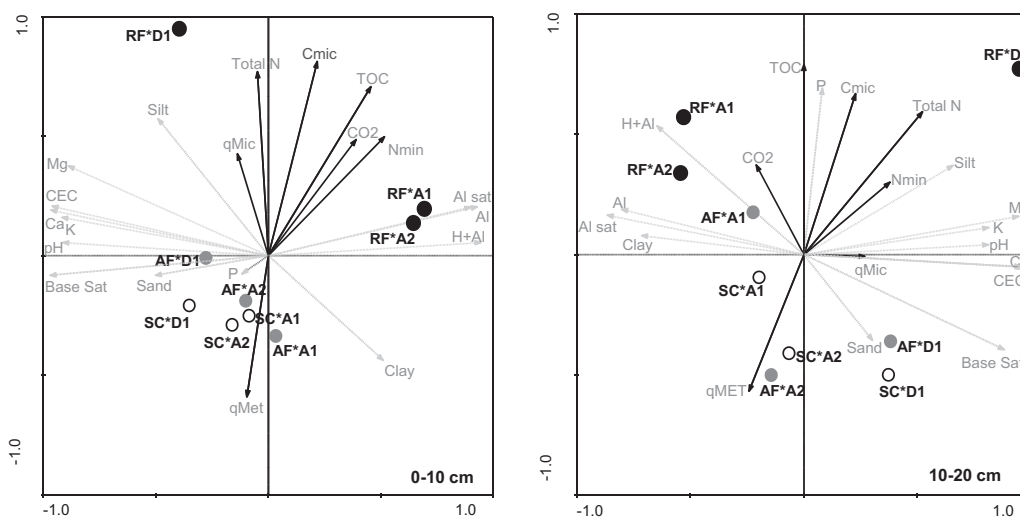 1.0
RF*D1
Total N
Cmic
TOC
Silt
CO2
qMic
Nmin
Mg
CEC
RF*A1
Al sat
Ca
K
Al
RF*A2
H+Al
pH
AF*D1
P
Base Sat
Sand
AF*A2
SC*D1
SC*A1
SC*A2
AF*A1
Clay
qMet
-1.0
0-10 cm
-1.0
1.0
1.0
RF*D
TOC
P
Cmic
RF*A1
Total N
H+Al
CO2
Silt
RF*A2
Nmin
Al
AF*A1
M
Al sat
K
Clay
pH
C
qMic
SC*A1
CEC
Sand
AF*D1
SC*A2
Base Sat
qMET
AF*A2
SC*D1
-1.0
10-20 cm
-1.0
1.0